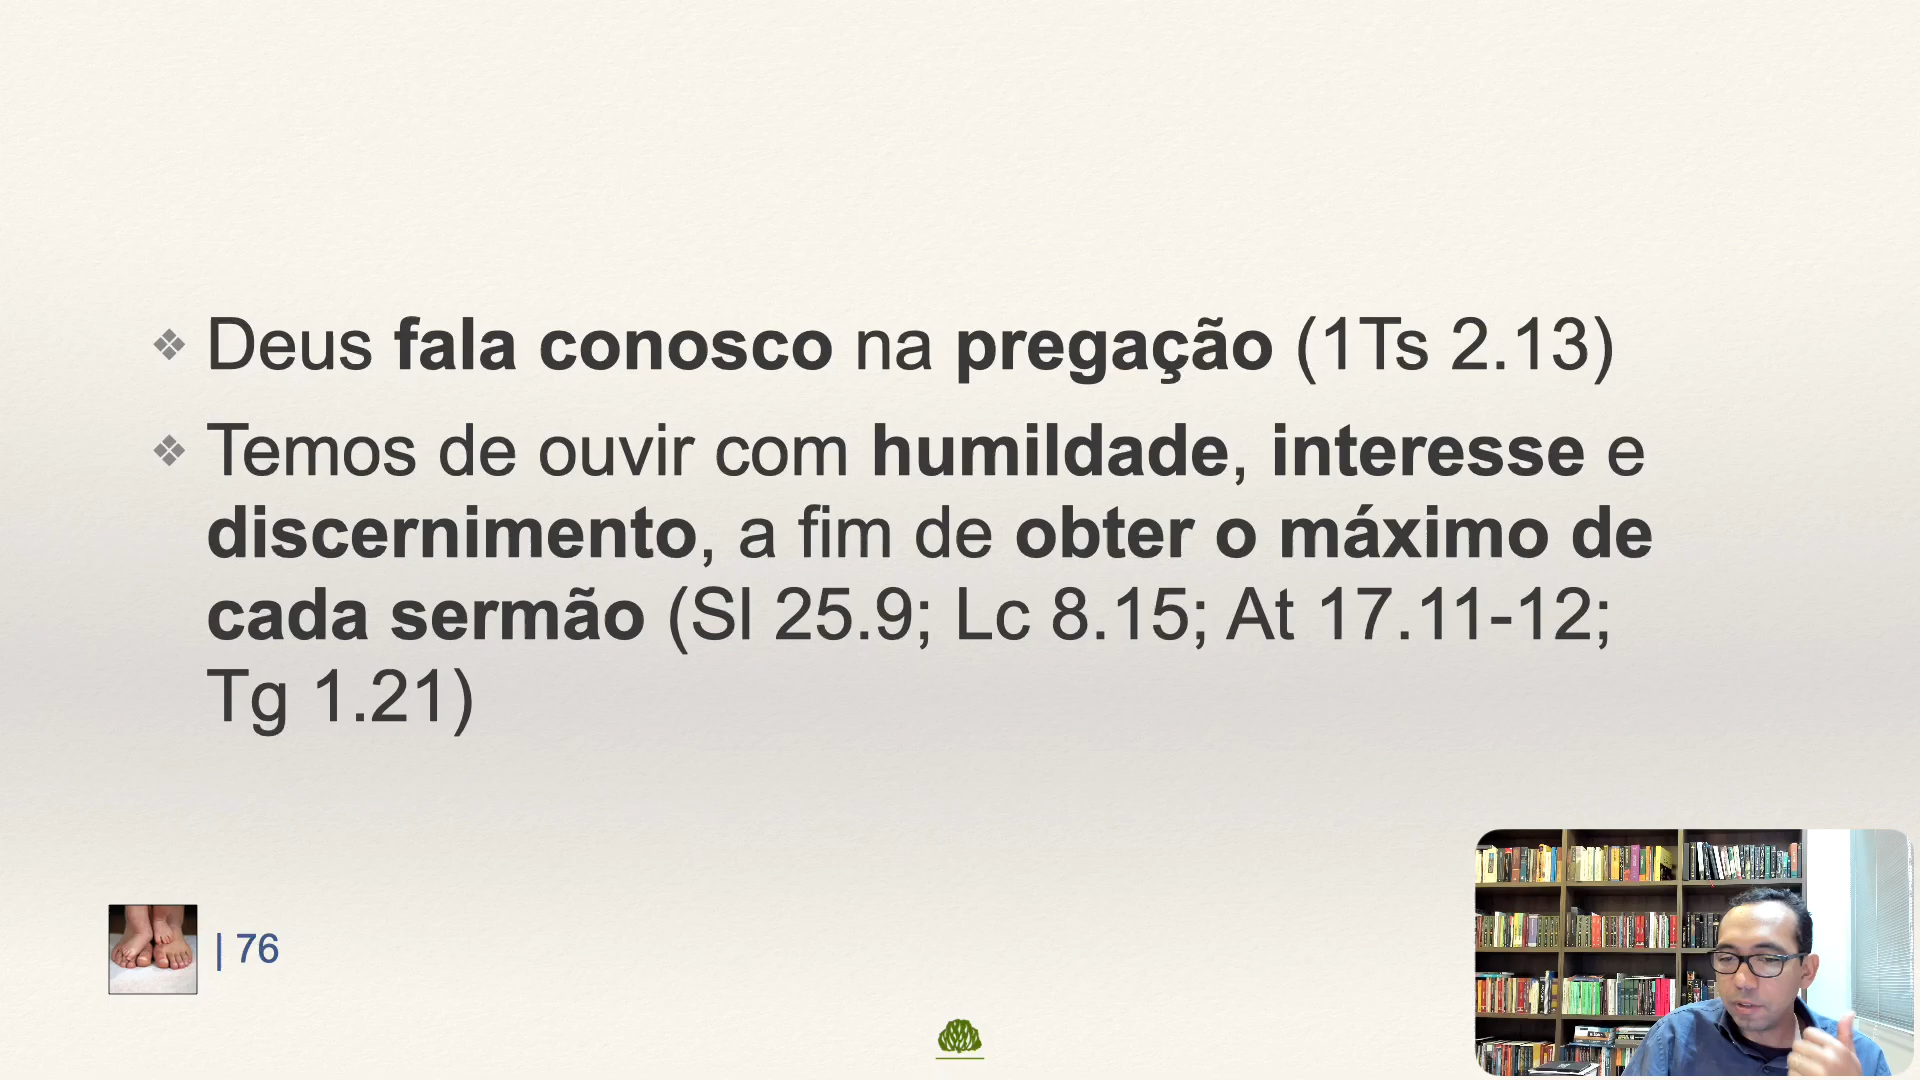 ❖ Deus fala conosco na pregação (1Ts 2.13)
❖ Temos de ouvir com humildade, interesse e
discernimento, a fim de obter o máximo de
cada sermão (Sl 25.9; Lc 8.15; At 17.11-12;
Tg 1.21)
| 76